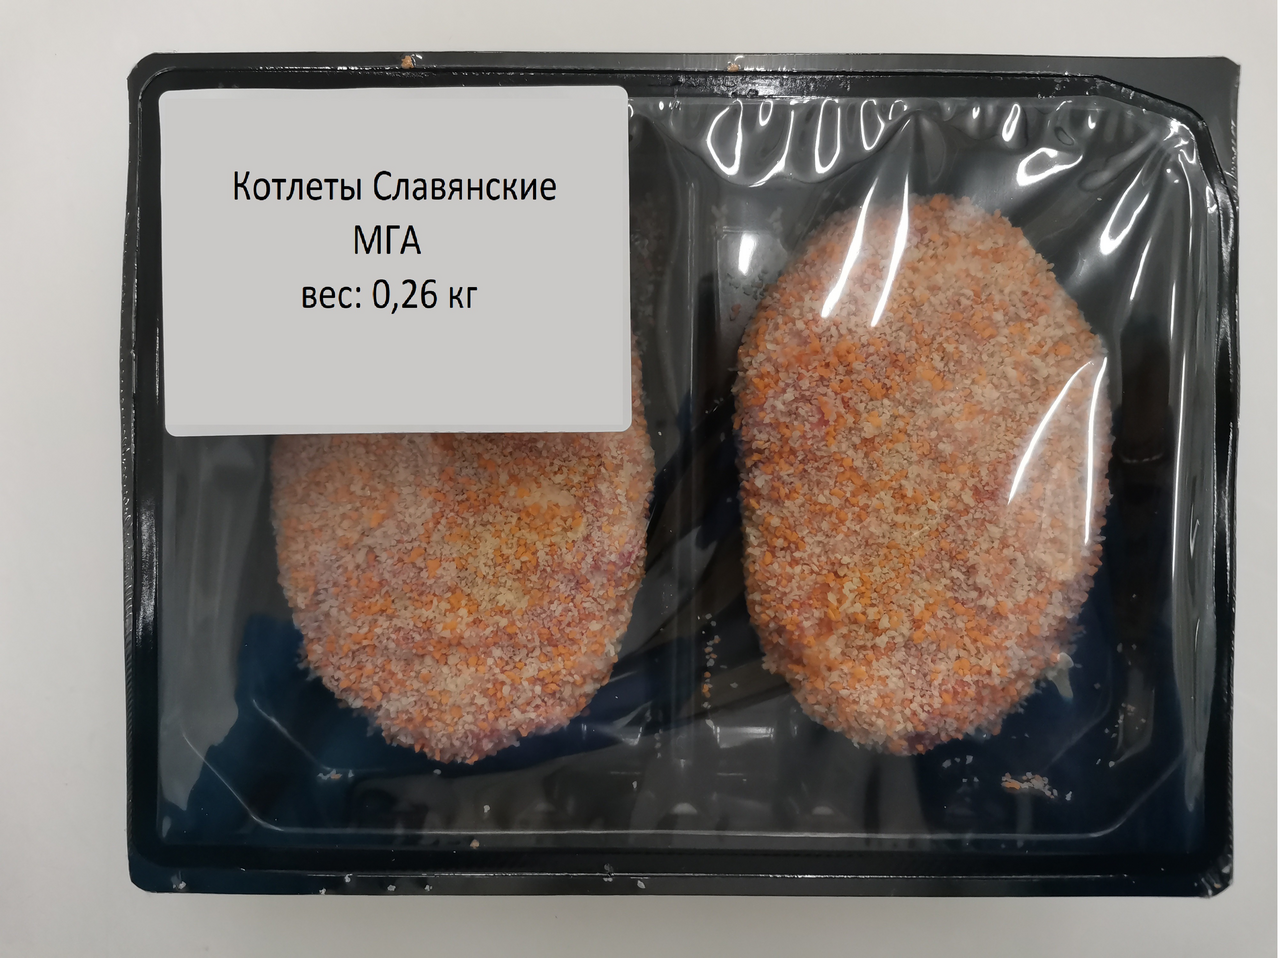 Котлеты Славянские
МГА
вес: 0,26 кг